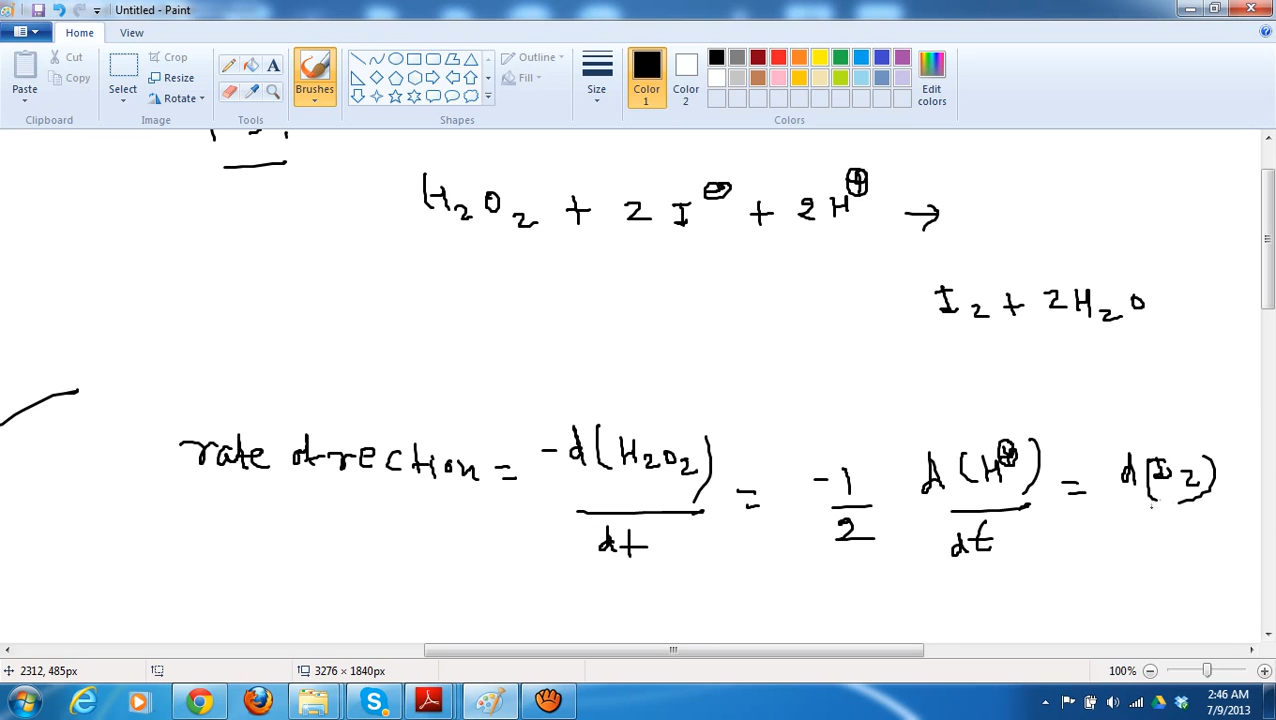 Untitled - Paint
Home View
Paste
Cut
Copy
Clipboard
Select
Crop
Resize
Rotate
Image
Tools
Brushes
Shapes
Outline
Fill
Size
Color 1
Color 2
Edit colors
Colors
H₂O₂ + 2 I⊖ + 2H⊕ →
I₂ + 2H₂O
rate of rection = -d(H₂O₂)/dt = -1/2 d(H⊕)/dt = d(I₂)
2312, 485px
3276 × 1840px
100%
2:46 AM
7/9/2013